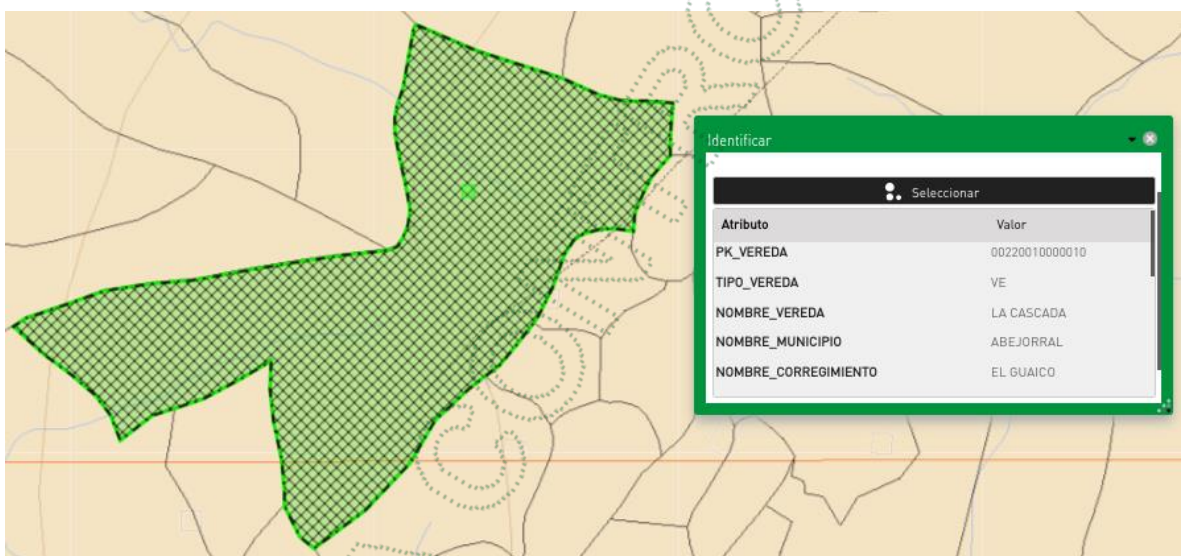 Identificar
Seleccionar
Atributo Valor
PK_VEREDA 00220010000010
TIPO_VEREDA VE
NOMBRE_VEREDA LA CASCADA
NOMBRE_MUNICIPIO ABEJORRAL
NOMBRE_CORREGIMIENTO EL GUAICO